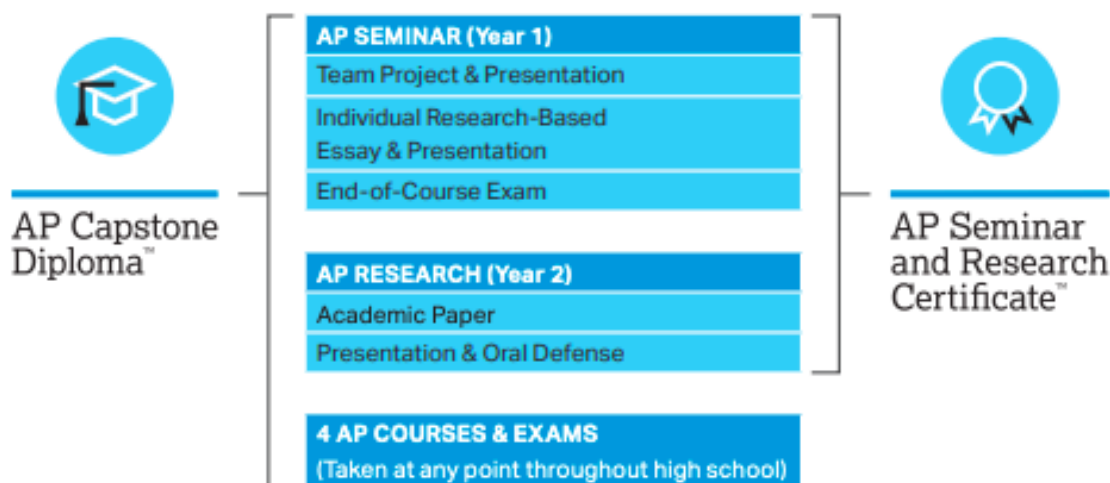 AP Capstone
Diploma™
AP SEMINAR (Year 1)
Team Project & Presentation
Individual Research-Based
Essay & Presentation
End-of-Course Exam
AP RESEARCH (Year 2)
Academic Paper
Presentation & Oral Defense
4 AP COURSES & EXAMS
(Taken at any point throughout high school)
AP Seminar
and Research
Certificate™